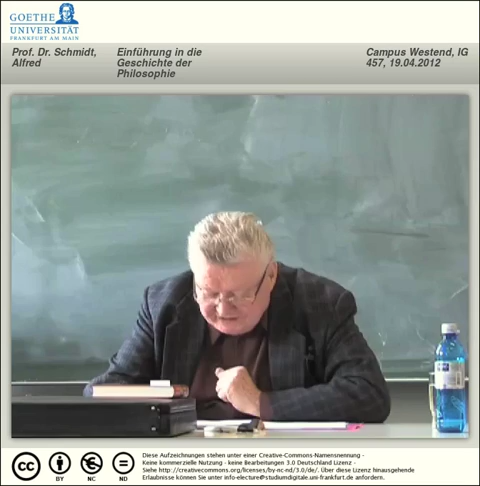 GOETHE
UNIVERSITÄT
FRANKFURT AM MAIN
Prof. Dr. Schmidt,
Alfred
Einführung in die
Geschichte der
Philosophie
Campus Westend, IG
457, 19.04.2012
cc
BY
NC
ND
Diese Aufzeichnungen stehen unter einer Creative-Commons-Namensnennung -
Keine kommerzielle Nutzung - keine Bearbeitungen 3.0 Deutschland Lizenz -
Siehe http://creativecommons.org/licenses/by-nc-nd/3.0/de/. Über diese Lizenz hinausgehende
Erlaubnisse können Sie unter info-electure@studiumdigitale.uni-frankfurt.de anfordern.